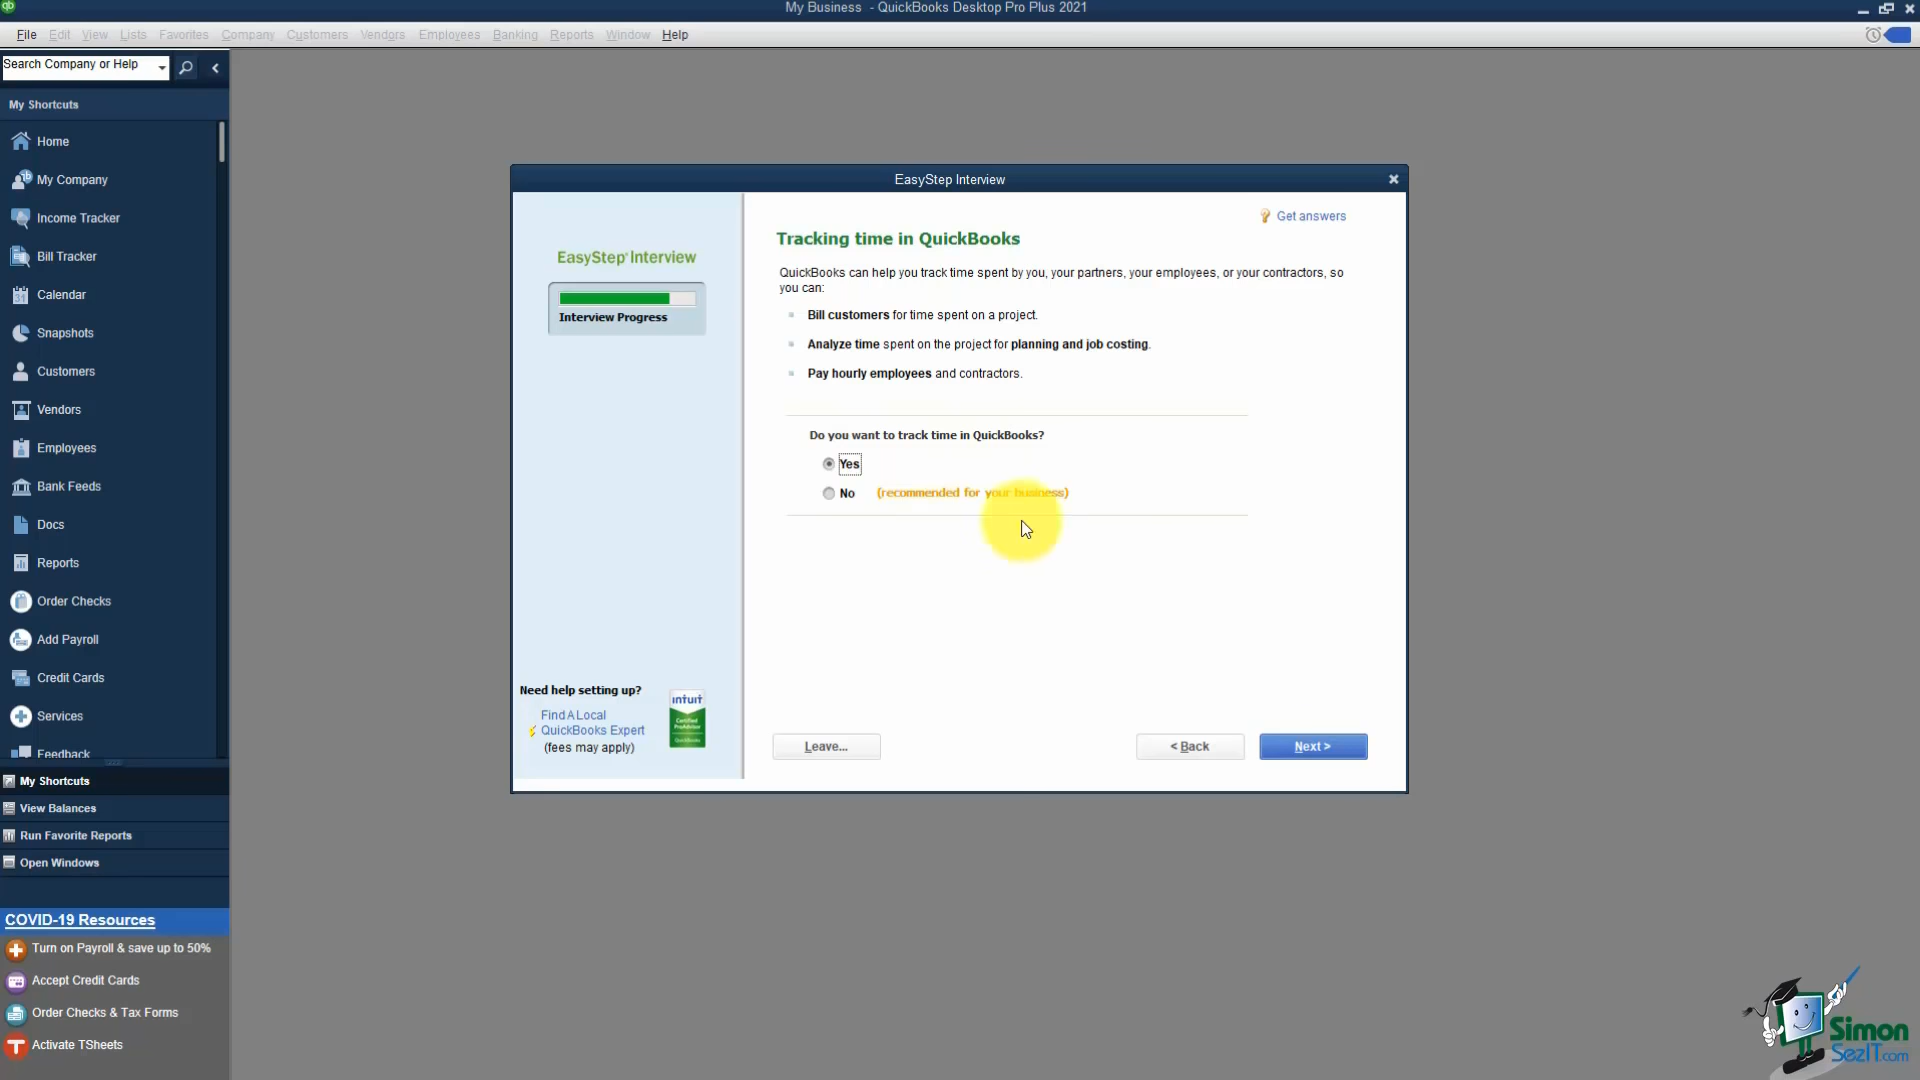 My Business - QuickBooks Desktop Pro Plus 2021
File Edit View Lists Favorites Company Customers Vendors Employees Banking Reports Window Help
Search Company or Help
My Shortcuts
Home
My Company
Income Tracker
Bill Tracker
Calendar
Snapshots
Customers
Vendors
Employees
Bank Feeds
Docs
Reports
Order Checks
Add Payroll
Credit Cards
Services
Feedback
My Shortcuts
View Balances
Run Favorite Reports
Open Windows
COVID-19 Resources
Turn on Payroll & save up to 50%
Accept Credit Cards
Order Checks & Tax Forms
Activate TSheets
EasyStep Interview
EasyStep Interview
Interview Progress
Need help setting up?
Find A Local
QuickBooks Expert
(fees may apply)
intuit
Certified
ProAdvisor
QuickBooks
Get answers
Tracking time in QuickBooks
QuickBooks can help you track time spent by you, your partners, your employees, or your contractors, so
you can:
Bill customers for time spent on a project.
Analyze time spent on the project for planning and job costing.
Pay hourly employees and contractors.
Do you want to track time in QuickBooks?
Yes
No (recommended for your business)
Leave...
< Back
Next >
Simon
SezIT.com